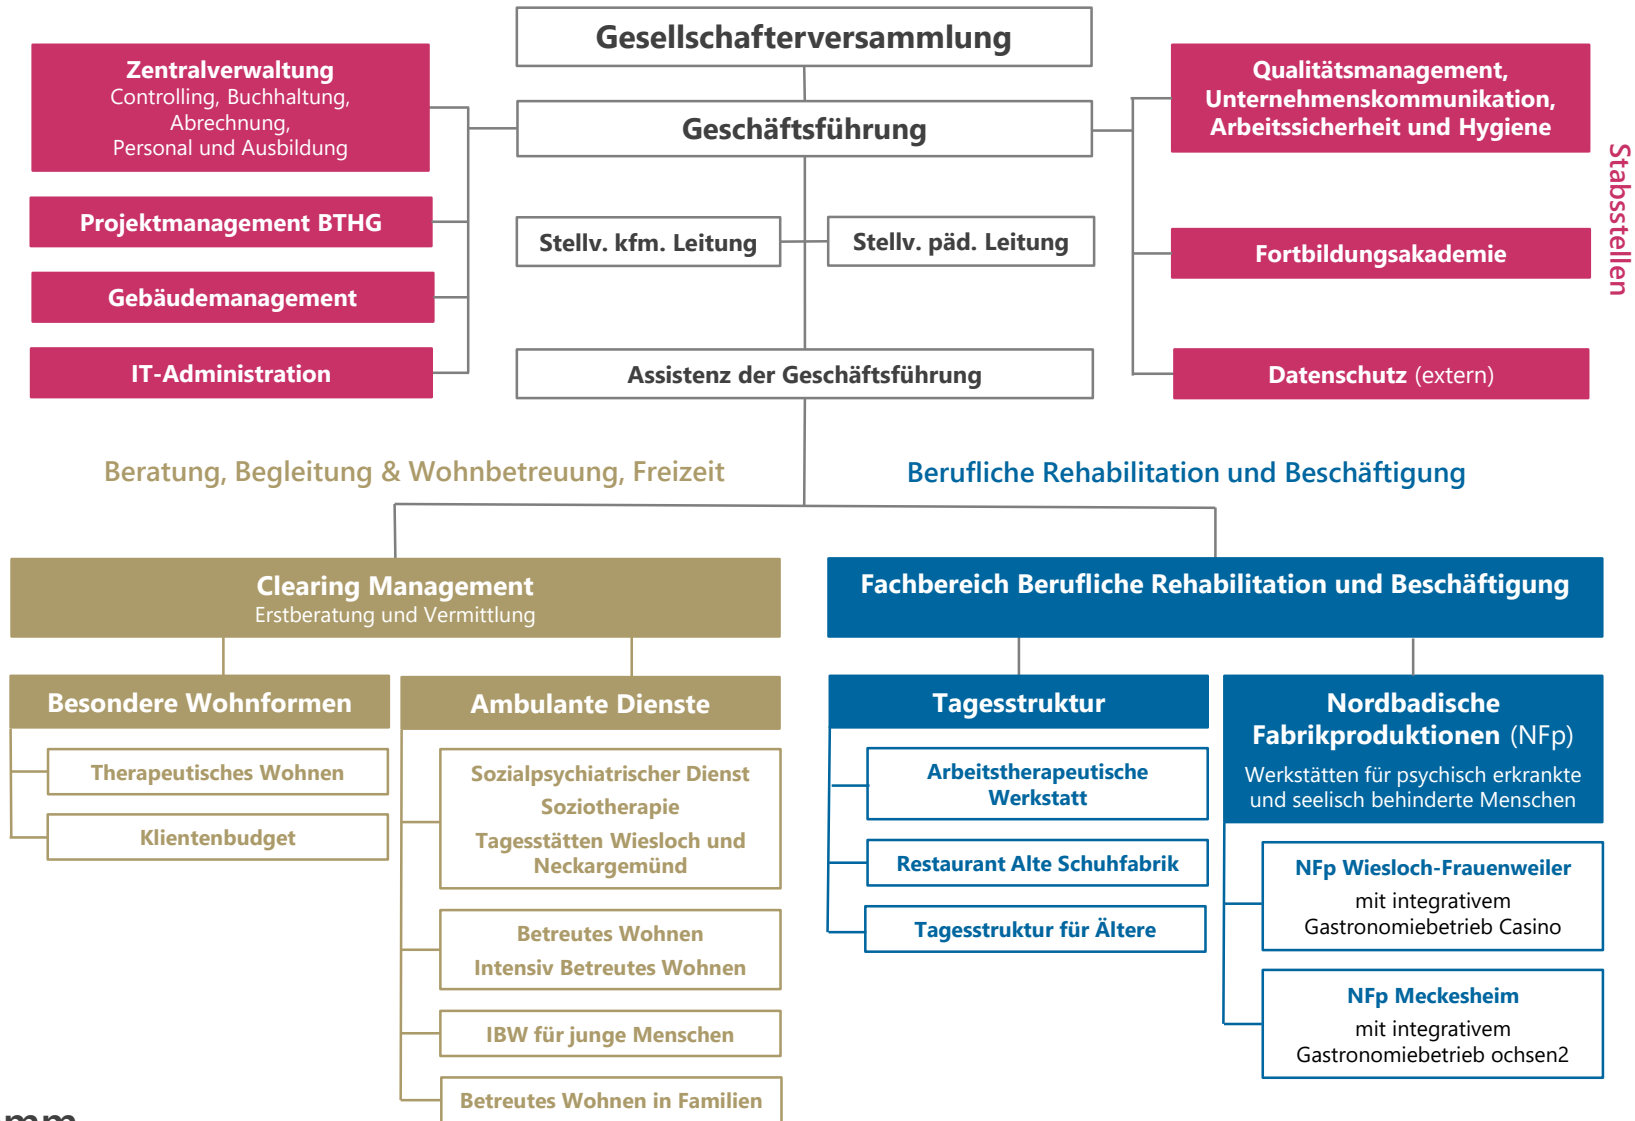 Gesellschafterversammlung
Zentralverwaltung
Controlling, Buchhaltung,
Abrechnung,
Personal und Ausbildung
Geschäftsführung
Qualitätsmanagement,
Unternehmenskommunikation,
Arbeitssicherheit und Hygiene
Stabsstellen
Projektmanagement BTHG
Stellv. kfm. Leitung
Stellv. päd. Leitung
Fortbildungsakademie
Gebäudemanagement
IT-Administration
Assistenz der Geschäftsführung
Datenschutz (extern)
Beratung, Begleitung & Wohnbetreuung, Freizeit
Berufliche Rehabilitation und Beschäftigung
Clearing Management
Erstberatung und Vermittlung
Fachbereich Berufliche Rehabilitation und Beschäftigung
Besondere Wohnformen
Therapeutisches Wohnen
Klientenbudget
Ambulante Dienste
Sozialpsychiatrischer Dienst
Soziotherapie
Tagesstätten Wiesloch und
Neckargemünd
Betreutes Wohnen
Intensiv Betreutes Wohnen
IBW für junge Menschen
Betreutes Wohnen in Familien
Tagesstruktur
Arbeitstherapeutische
Werkstatt
Restaurant Alte Schuhfabrik
Tagesstruktur für Ältere
Nordbadische
Fabrikproduktionen (NFp)
Werkstätten für psychisch erkrankte
und seelisch behinderte Menschen
NFp Wiesloch-Frauenweiler
mit integrativem
Gastronomiebetrieb Casino
NFp Meckesheim
mit integrativem
Gastronomiebetrieb ochsen2